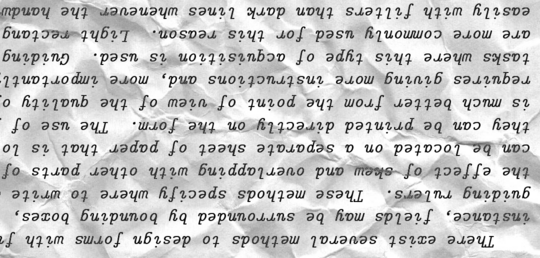 There exist several methods to design forms with fi
instance, fields may be surrounded by bounding boxes,
guiding rulers. These methods specify where to write
the effect of skew and overlapping with other parts of
can be located on a separate sheet of paper that is lo
they can be printed directly on the form. The use of
is much better from the point of view of the quality o
requires giving more instructions and, more importantl
tasks where this type of acquisition is used. Guiding
are more commonly used for this reason. Light rectang
easily with filters than dark lines whenever the handw